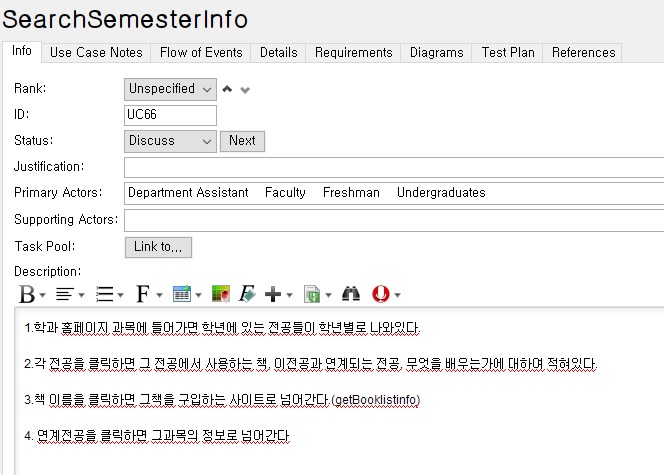 SearchSemesterInfo
Info Use Case Notes Flow of Events Details Requirements Diagrams Test Plan References
Rank: Unspecified
ID: UC66
Status: Discuss Next
Justification:
Primary Actors: Department Assistant Faculty Freshman Undergraduates
Supporting Actors:
Task Pool: Link to...
Description:
B F F
1.학과 홈페이지 과목에 들어가면 학년에 있는 전공들이 학년별로 나와있다.
2.각 전공을 클릭하면 그 전공에서 사용하는 책, 이전공과 연계되는 전공, 무엇을 배우는가에 대하여 적혀있다.
3.책 이름을 클릭하면 그책을 구입하는 사이트로 넘어간다.(getBooklistinfo)
4. 연계전공을 클릭하면 그과목의 정보로 넘어간다